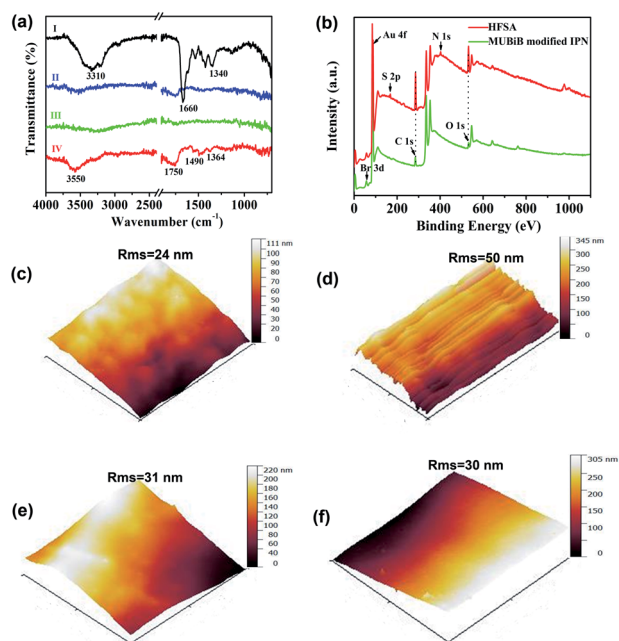 (a)
I
II
III
IV
3310
1660
1340
3550
1750
1490
1364
Transmittance (%)
4000 3500 3000 2500 2000 1500 1000
Wavenumber (cm-1)
(b)
Au 4f
S 2p
N 1s
HFSA
MUBiB modified IPN
C 1s
O 1s
Br 3d
Intensity (a.u.)
0 200 400 600 800 1000
Binding Energy (eV)
(c)
Rms=24 nm
111 nm
100
90
80
70
60
50
40
30
20
10
0
(d)
Rms=50 nm
345 nm
300
250
200
150
100
50
0
(e)
Rms=31 nm
220 nm
200
180
160
140
120
100
80
60
40
0
(f)
Rms=30 nm
305 nm
250
200
150
100
50
0